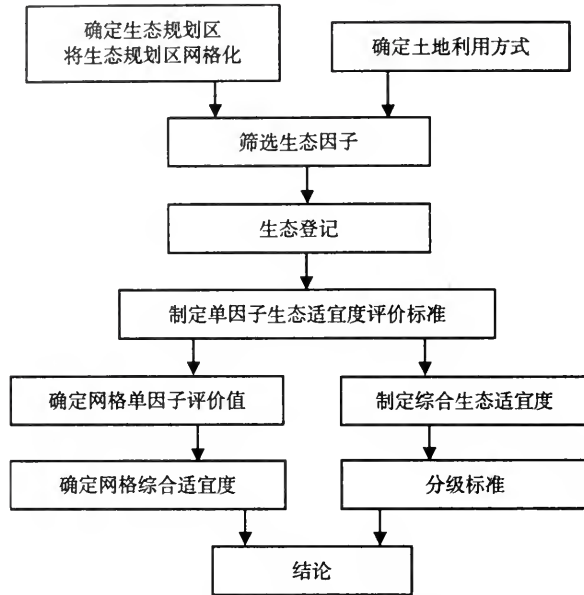 确定生态规划区
将生态规划区网格化
确定土地利用方式
筛选生态因子
生态登记
制定单因子生态适宜度评价标准
确定网格单因子评价值
制定综合生态适宜度
确定网格综合适宜度
分级标准
结论